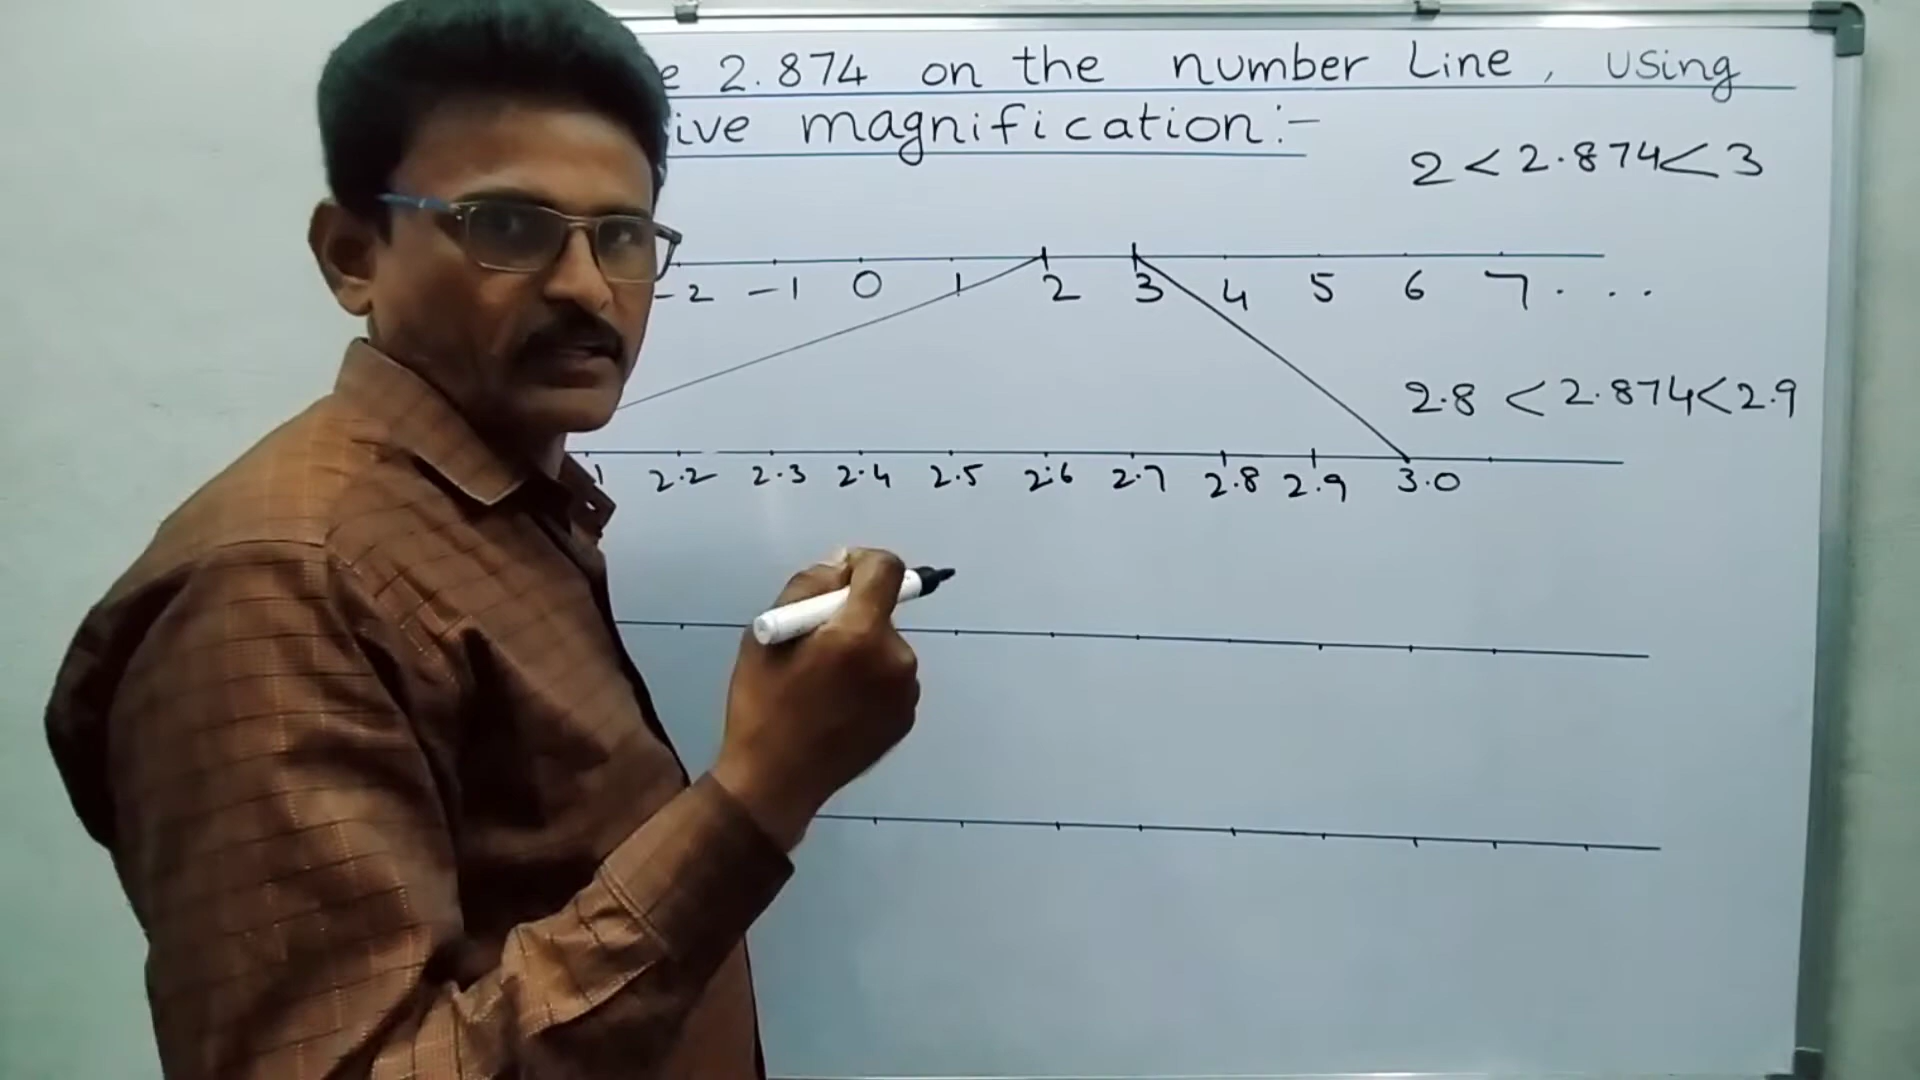 2.874 on the number Line, using
magnification:-
2 < 2.874 < 3
-2 -1 0 1 2 3 4 5 6 7 . . .
2.8 < 2.874 < 2.9
2.2 2.3 2.4 2.5 2.6 2.7 2.8 2.9 3.0